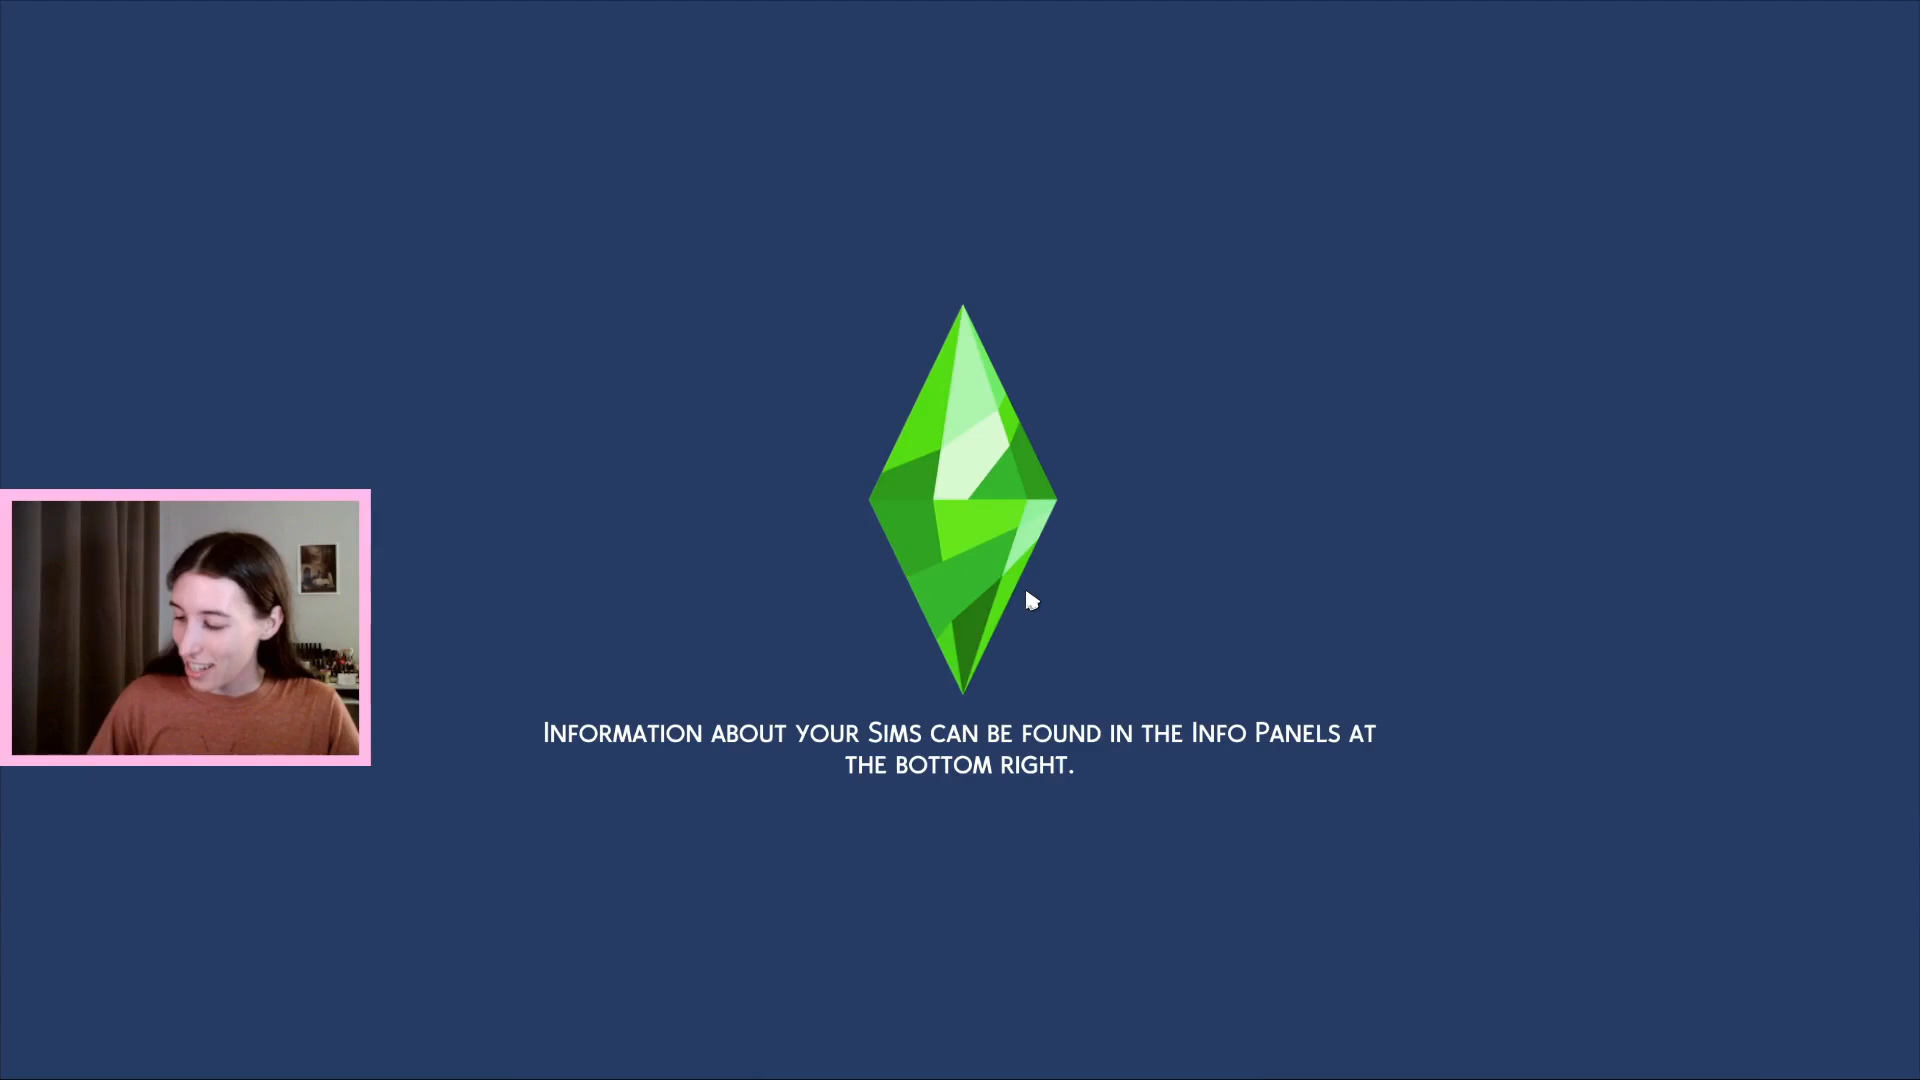 Information about your Sims can be found in the Info Panels at
the bottom right.